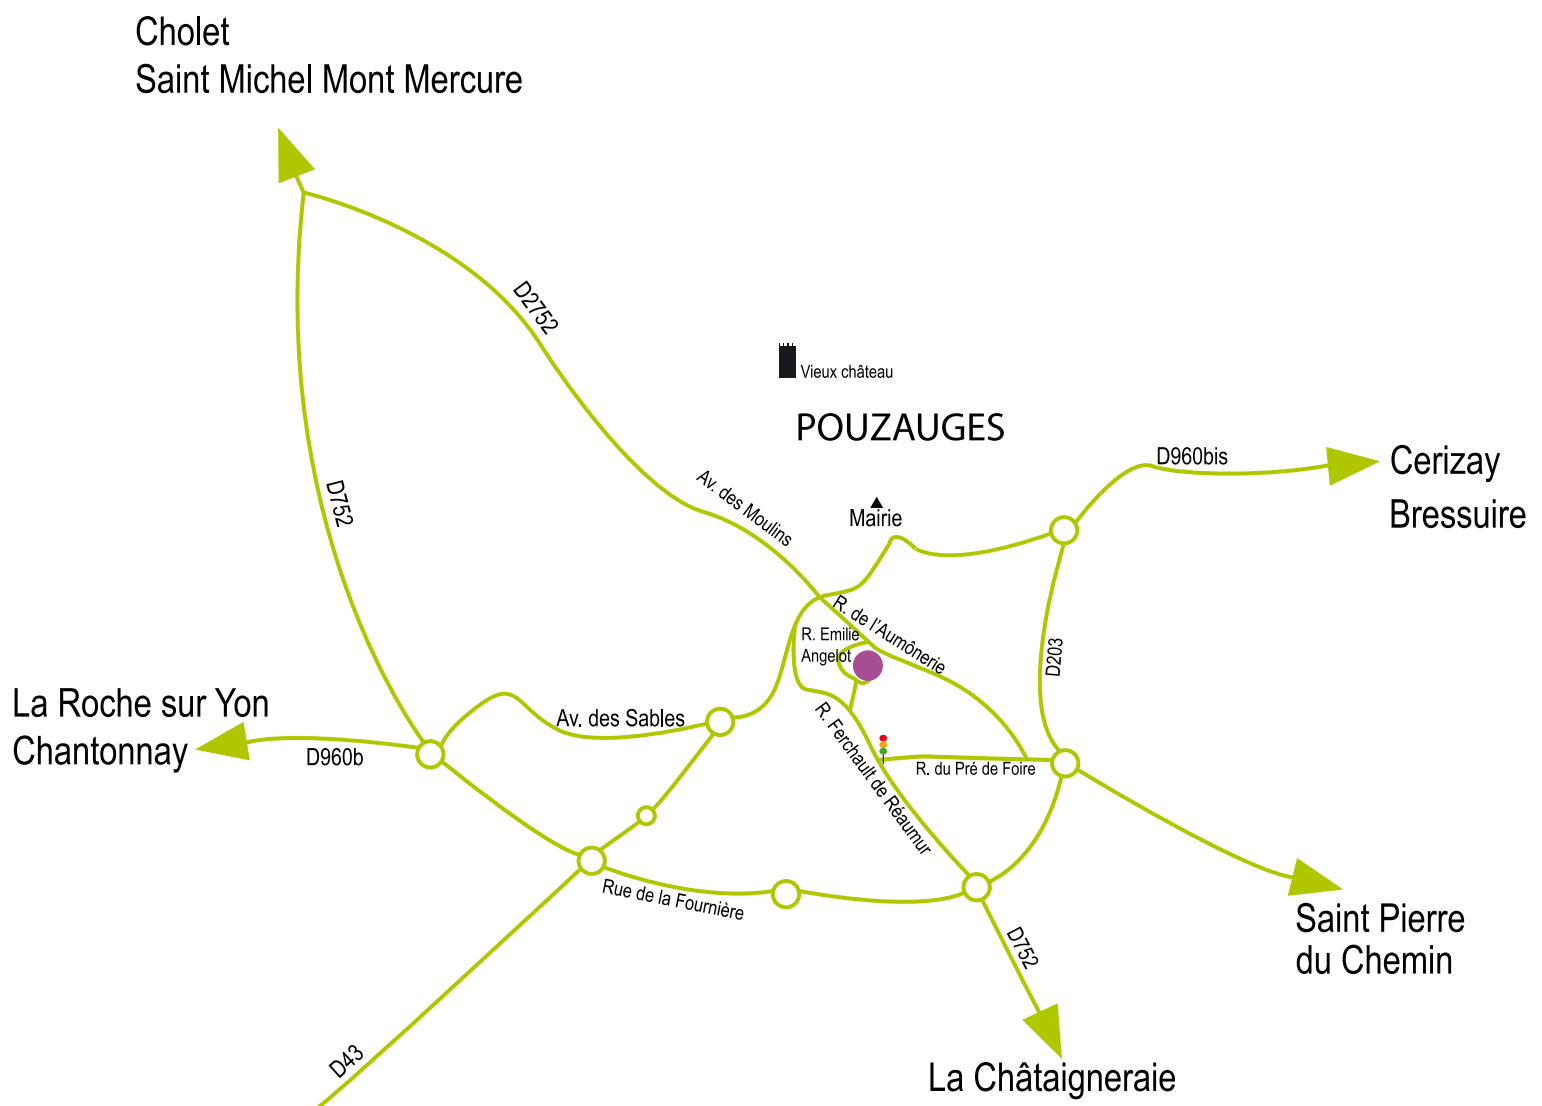 Cholet
Saint Michel Mont Mercure
D2752
Vieux château
POUZAUGES
D960bis
Cerizay
Bressuire
Av. des Moulins
D752
Mairie
R. de l'Aumônerie
R. Emilie
Angelot
D203
La Roche sur Yon
Chantonnay
D960b
Av. des Sables
R. Ferchault de Réaumur
R. du Pré de Foire
Rue de la Fournière
Saint Pierre
du Chemin
D752
D43
La Châtaigneraie